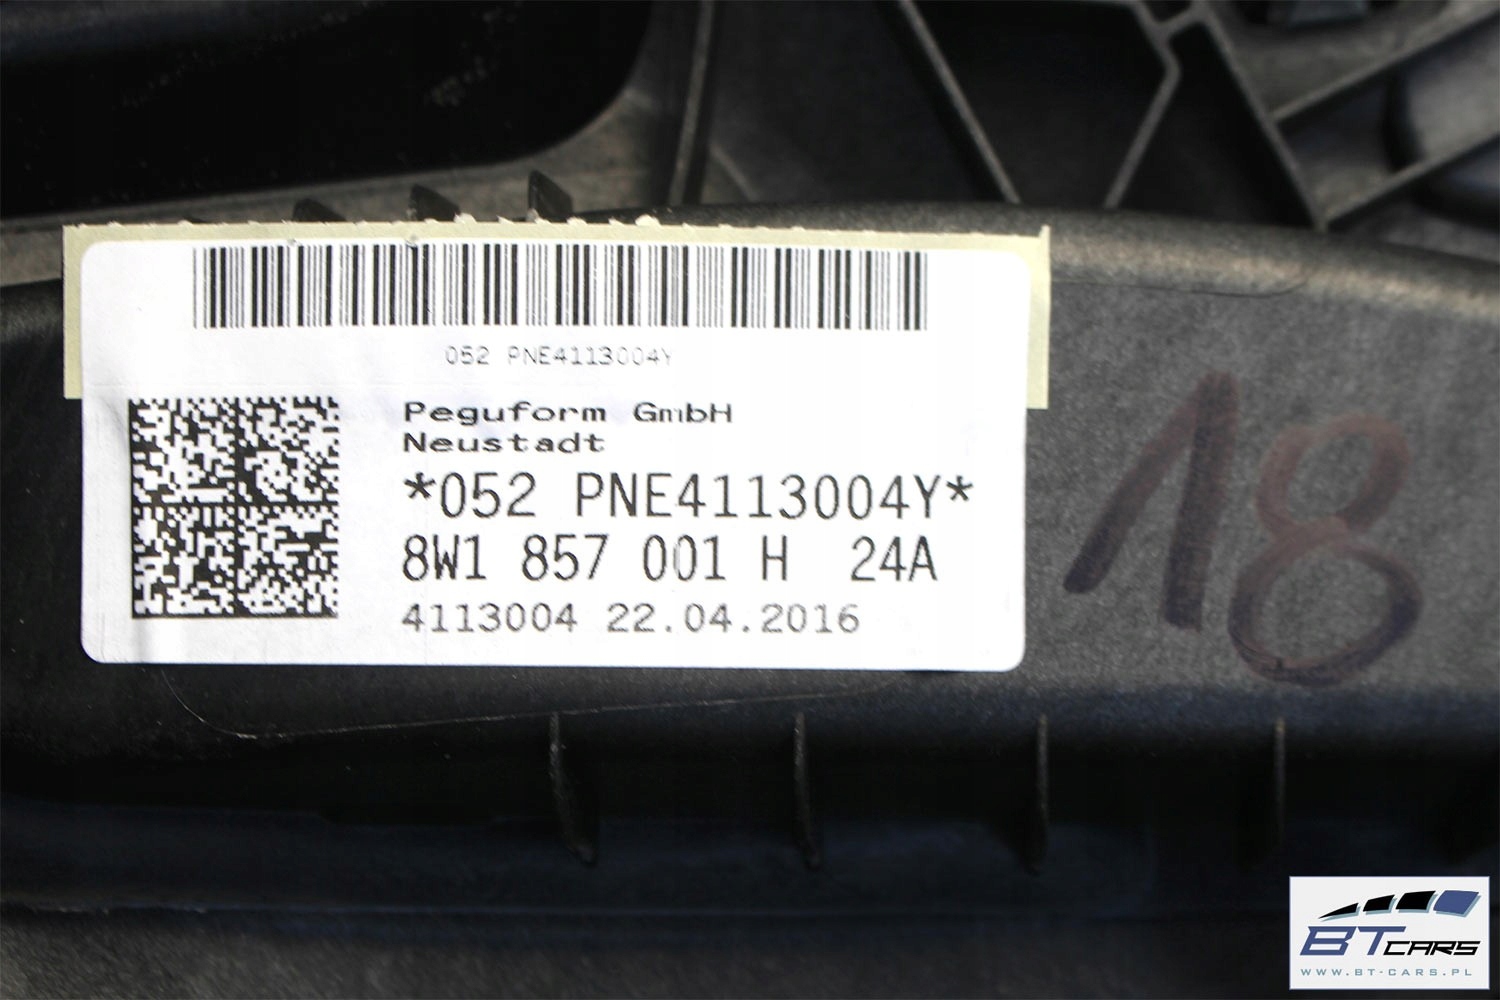 052 PNE4113004Y
Peguform GmbH
Neustadt
*052 PNE4113004Y*
8W1 857 001 H 24A
4113004 22.04.2016
18
BT CARS
WWW.BT-CARS.PL